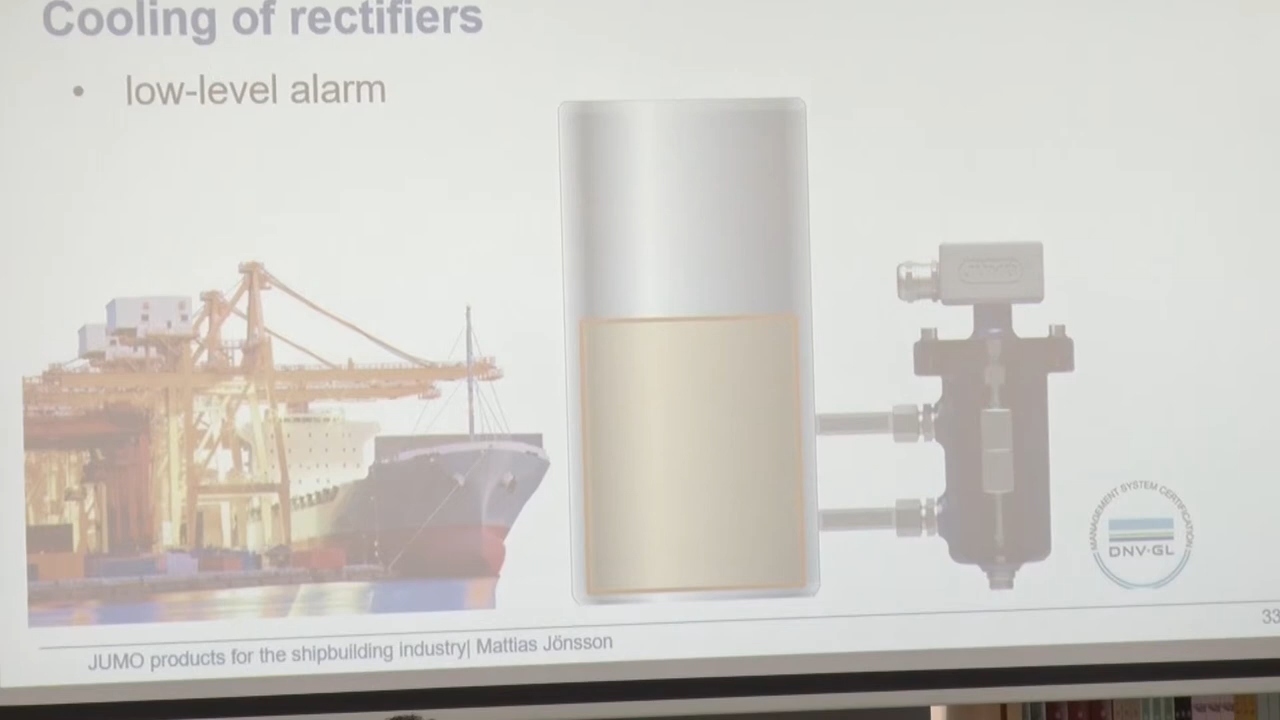 Cooling of rectifiers
• low-level alarm
MANAGEMENT SYSTEM CERTIFICATION
DNV·GL
33
JUMO products for the shipbuilding industry| Mattias Jönsson